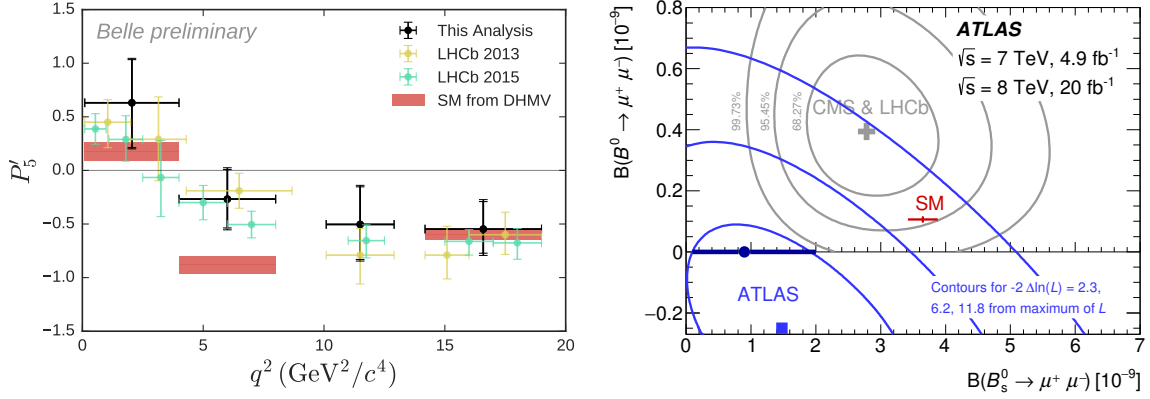 Belle preliminary
This Analysis
LHCb 2013
LHCb 2015
SM from DHMV
1.5
1.0
0.5
0.0
−0.5
−1.0
−1.5
P′₅
0 5 10 15 20
q² (GeV²/c⁴)
ATLAS
√s = 7 TeV, 4.9 fb⁻¹
√s = 8 TeV, 20 fb⁻¹
CMS & LHCb
99.73%
95.45%
68.27%
SM
ATLAS
Contours for -2 Δln(L) = 2.3,
6.2, 11.8 from maximum of L
0.8
0.6
0.4
0.2
0
−0.2
B(B⁰ → μ⁺ μ⁻) [10⁻⁹]
0 1 2 3 4 5 6 7
B(B⁰ₛ → μ⁺ μ⁻) [10⁻⁹]